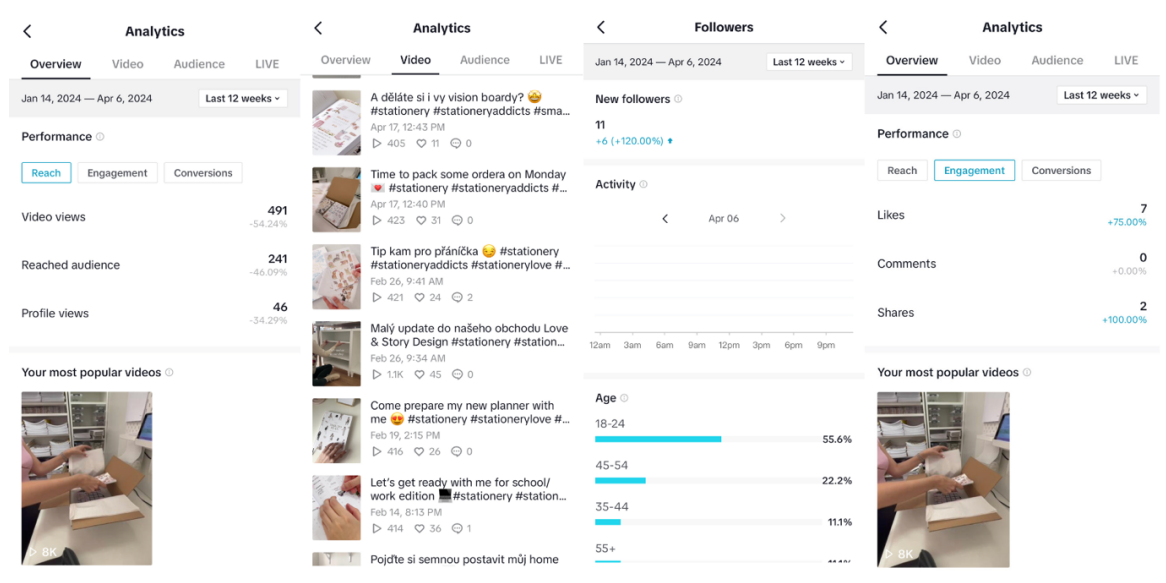 Analytics
Overview Video Audience LIVE
Jan 14, 2024 — Apr 6, 2024 Last 12 weeks
Performance
Reach Engagement Conversions
Video views 491
-54.24%
Reached audience 241
-46.09%
Profile views 46
-34.29%
Your most popular videos
8K
Analytics
Overview Video Audience LIVE
A děláte si i vy vision boardy? 🤩
#stationery #stationeryaddicts #sma...
Apr 17, 12:43 PM
405 11 0
Time to pack some ordera on Monday
💌 #stationery #stationeryaddicts #...
Apr 17, 12:40 PM
423 31 0
Tip kam pro přáníčka 😏 #stationery
#stationeryaddicts #stationerylove #...
Feb 26, 9:41 AM
421 24 2
Malý update do našeho obchodu Love
& Story Design #stationery #station...
Feb 26, 9:34 AM
1.1K 45 0
Come prepare my new planner with
me 😍 #stationery #stationerylove #...
Feb 19, 2:15 PM
416 26 0
Let's get ready with me for school/
work edition 💻#stationery #station...
Feb 14, 8:13 PM
414 36 1
Pojďte si semnou postavit můj home
Followers
Jan 14, 2024 — Apr 6, 2024 Last 12 weeks
New followers
11
+6 (+120.00%)
Activity
Apr 06
12am 3am 6am 9am 12pm 3pm 6pm 9pm
Age
18-24
55.6%
45-54
22.2%
35-44
11.1%
55+
11.1%
Analytics
Overview Video Audience LIVE
Jan 14, 2024 — Apr 6, 2024 Last 12 weeks
Performance
Reach Engagement Conversions
Likes 7
+75.00%
Comments 0
+0.00%
Shares 2
+100.00%
Your most popular videos
8K